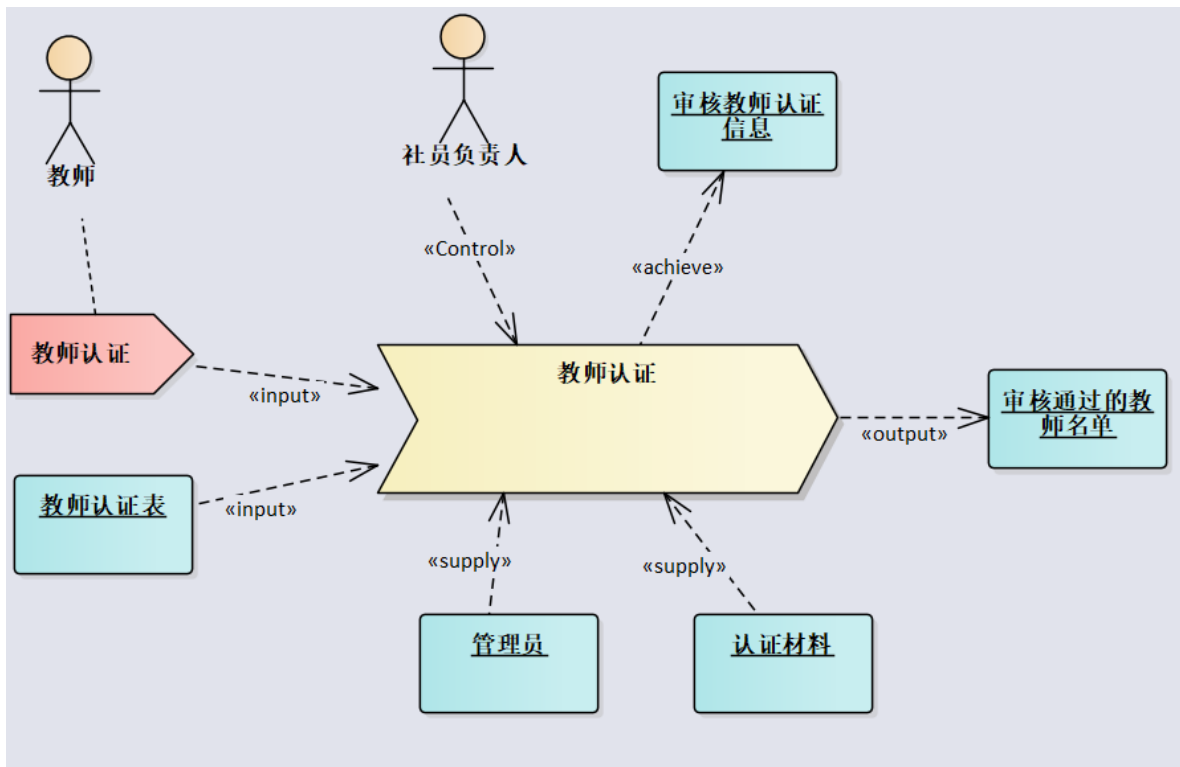 教师
社员负责人
审核教师认证
信息
«Control»
«achieve»
教师认证
«input»
教师认证
审核通过的教
师名单
«output»
教师认证表
«input»
«supply»
«supply»
管理员
认证材料